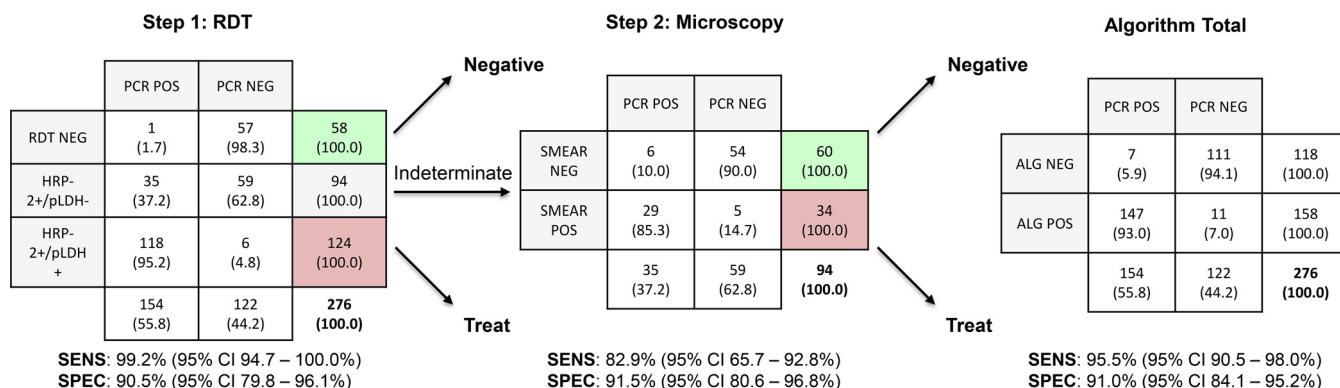 Step 1: RDT
PCR POS PCR NEG
RDT NEG 1 (1.7) 57 (98.3) 58 (100.0)
HRP-2+/pLDH- 35 (37.2) 59 (62.8) 94 (100.0)
HRP-2+/pLDH + 118 (95.2) 6 (4.8) 124 (100.0)
154 (55.8) 122 (44.2) 276 (100.0)
SENS: 99.2% (95% CI 94.7 – 100.0%)
SPEC: 90.5% (95% CI 79.8 – 96.1%)
Negative
Indeterminate
Treat
Step 2: Microscopy
PCR POS PCR NEG
SMEAR NEG 6 (10.0) 54 (90.0) 60 (100.0)
SMEAR POS 29 (85.3) 5 (14.7) 34 (100.0)
35 (37.2) 59 (62.8) 94 (100.0)
SENS: 82.9% (95% CI 65.7 – 92.8%)
SPEC: 91.5% (95% CI 80.6 – 96.8%)
Negative
Treat
Algorithm Total
PCR POS PCR NEG
ALG NEG 7 (5.9) 111 (94.1) 118 (100.0)
ALG POS 147 (93.0) 11 (7.0) 158 (100.0)
154 (55.8) 122 (44.2) 276 (100.0)
SENS: 95.5% (95% CI 90.5 – 98.0%)
SPEC: 91.0% (95% CI 84.1 – 95.2%)